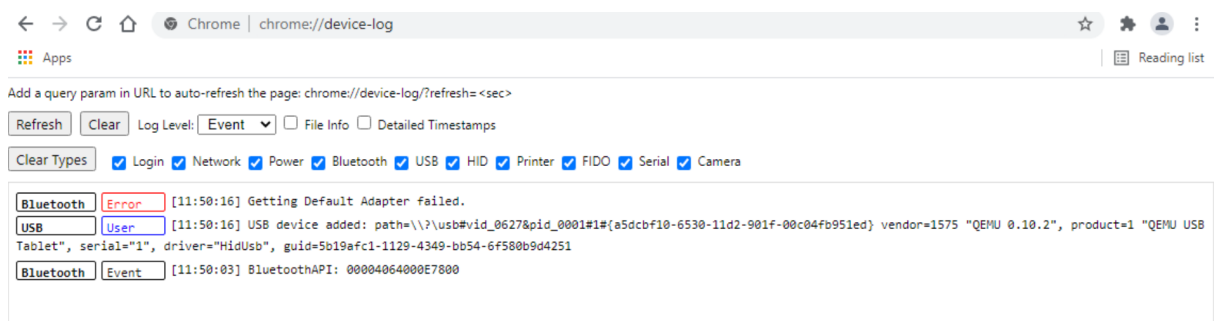 Chrome | chrome://device-log
Apps
Reading list
Add a query param in URL to auto-refresh the page: chrome://device-log/?refresh=<sec>
Refresh Clear Log Level: Event File Info Detailed Timestamps
Clear Types Login Network Power Bluetooth USB HID Printer FIDO Serial Camera
Bluetooth Error [11:50:16] Getting Default Adapter failed.
USB User [11:50:16] USB device added: path=\\?\usb#vid_0627&pid_0001#1#{a5dcbf10-6530-11d2-901f-00c04fb951ed} vendor=1575 "QEMU 0.10.2", product=1 "QEMU USB
Tablet", serial="1", driver="HidUsb", guid=5b19afc1-1129-4349-bb54-6f580b9d4251
Bluetooth Event [11:50:03] BluetoothAPI: 00004064000E7800